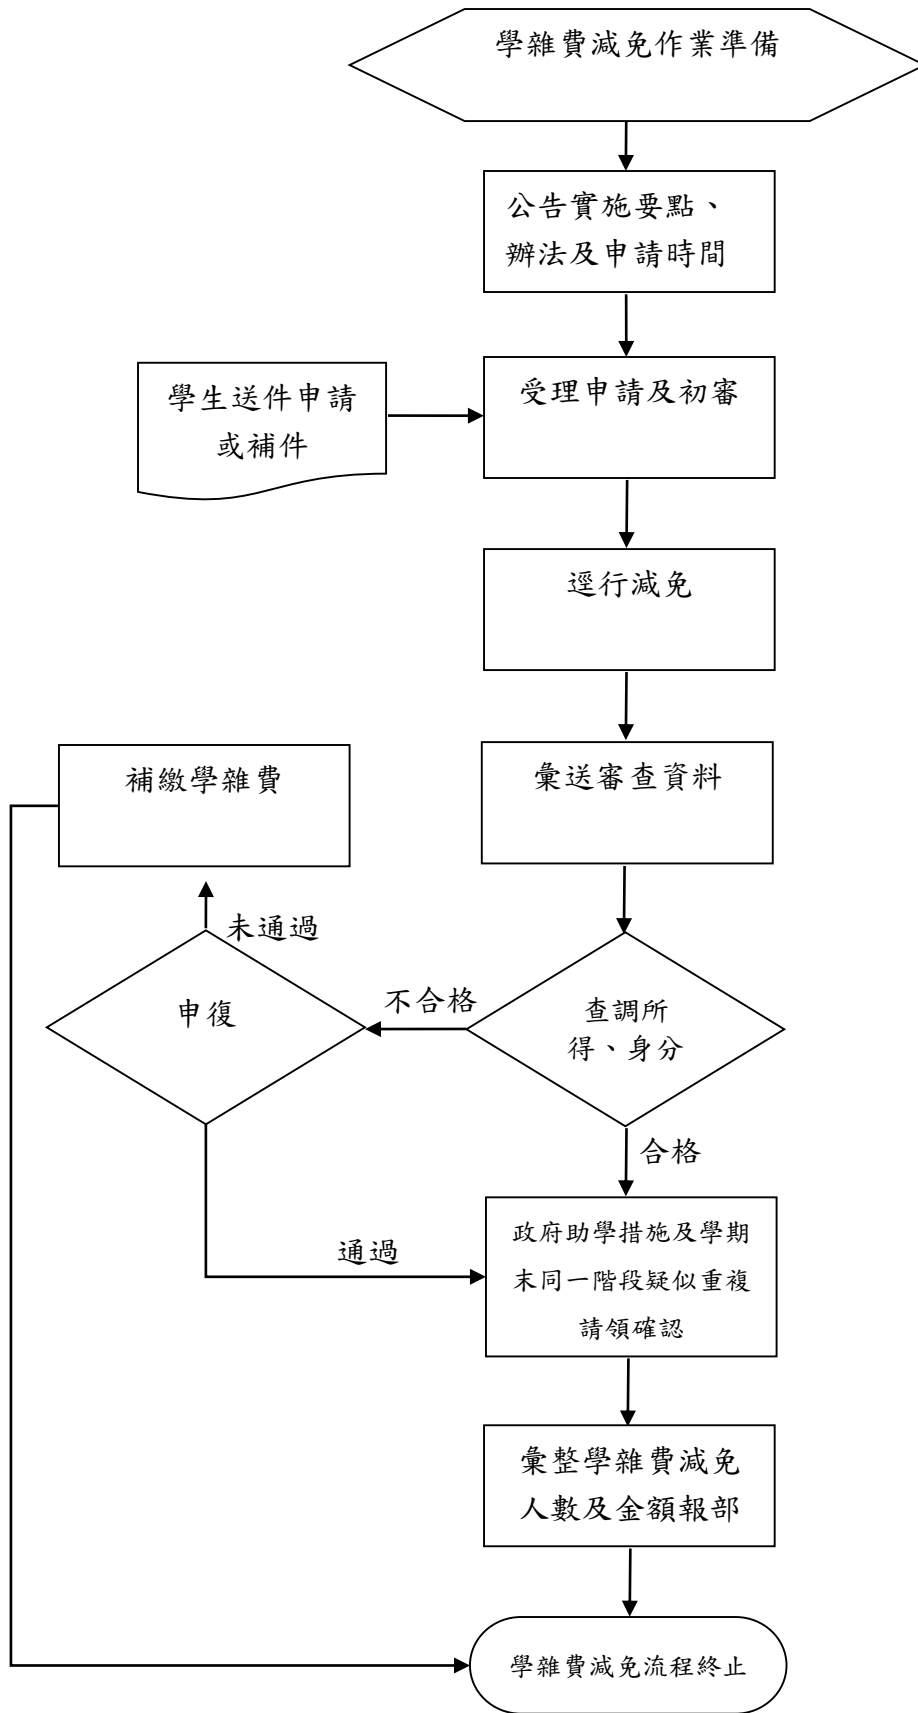 學雜費減免作業準備
公告實施要點、
辦法及申請時間
學生送件申請
或補件
受理申請及初審
逕行減免
彙送審查資料
補繳學雜費
未通過
申復
不合格
查調所
得、身分
合格
通過
政府助學措施及學期
末同一階段疑似重複
請領確認
彙整學雜費減免
人數及金額報部
學雜費減免流程終止